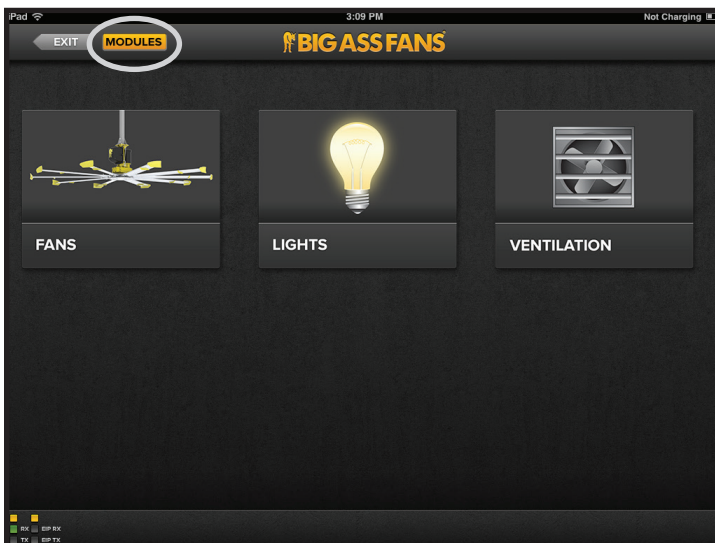 iPad 3:09 PM Not Charging
EXIT MODULES BIG ASS FANS
FANS LIGHTS VENTILATION
RX EIP RX
TX EIP TX